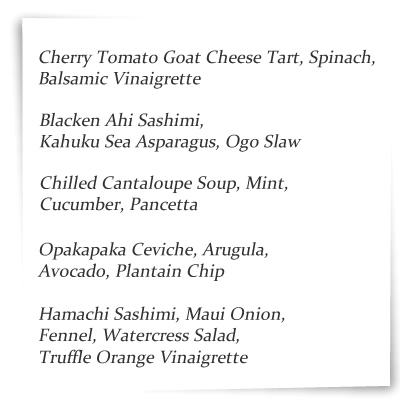 Cherry Tomato Goat Cheese Tart, Spinach,
Balsamic Vinaigrette
Blacken Ahi Sashimi,
Kahuku Sea Asparagus, Ogo Slaw
Chilled Cantaloupe Soup, Mint,
Cucumber, Pancetta
Opakapaka Ceviche, Arugula,
Avocado, Plantain Chip
Hamachi Sashimi, Maui Onion,
Fennel, Watercress Salad,
Truffle Orange Vinaigrette